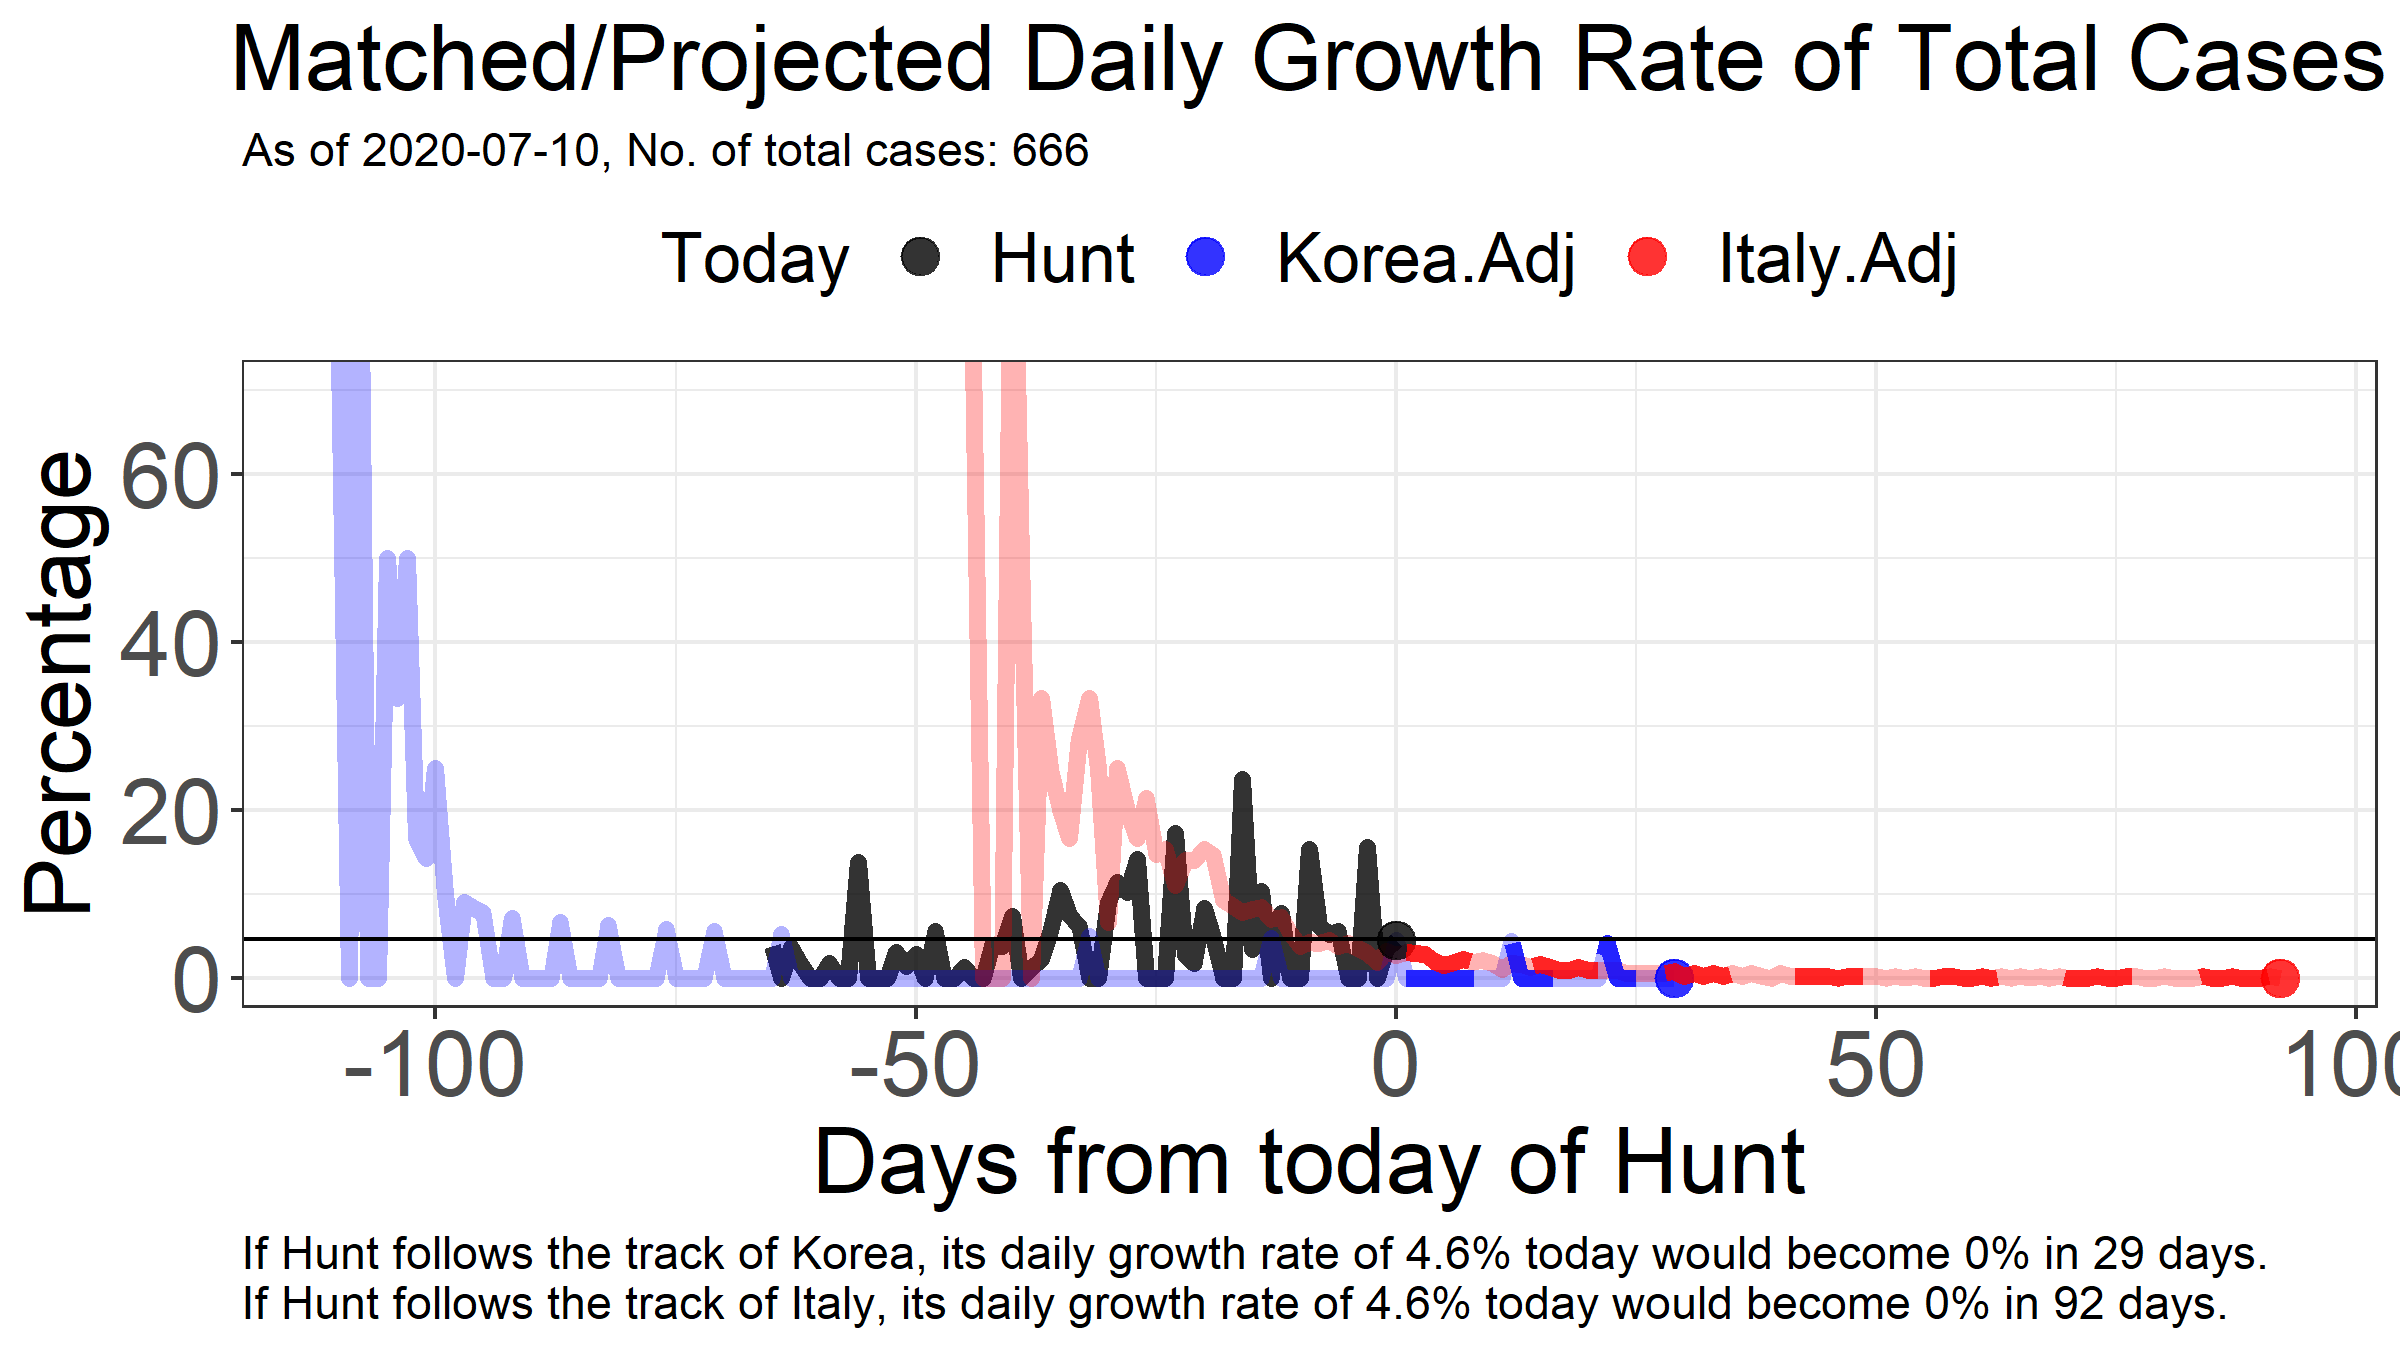 Matched/Projected Daily Growth Rate of Total Cases
As of 2020-07-10, No. of total cases: 666
Today Hunt Korea.Adj Italy.Adj
Percentage
60
40
20
0
-100 -50 0 50 100
Days from today of Hunt
If Hunt follows the track of Korea, its daily growth rate of 4.6% today would become 0% in 29 days.
If Hunt follows the track of Italy, its daily growth rate of 4.6% today would become 0% in 92 days.